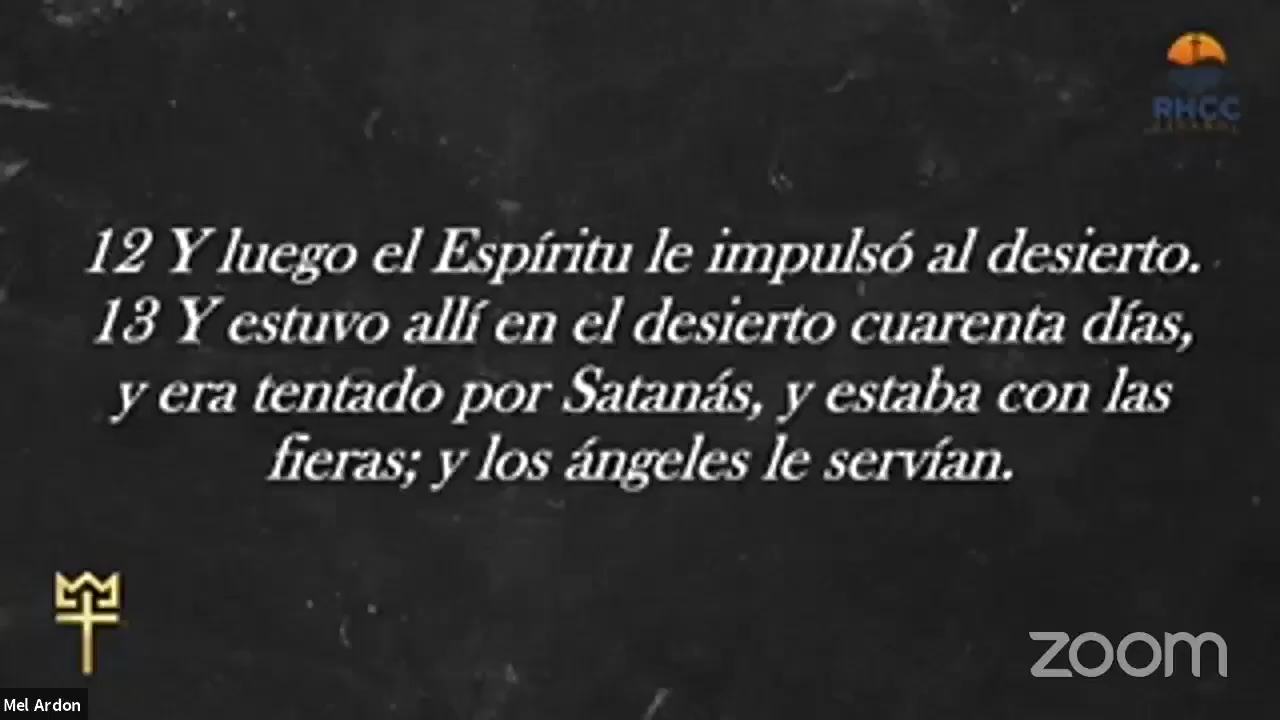 RHCC
12 Y luego el Espíritu le impulsó al desierto.
13 Y estuvo allí en el desierto cuarenta días,
y era tentado por Satanás, y estaba con las
fieras; y los ángeles le servían.
zoom
Mel Ardon